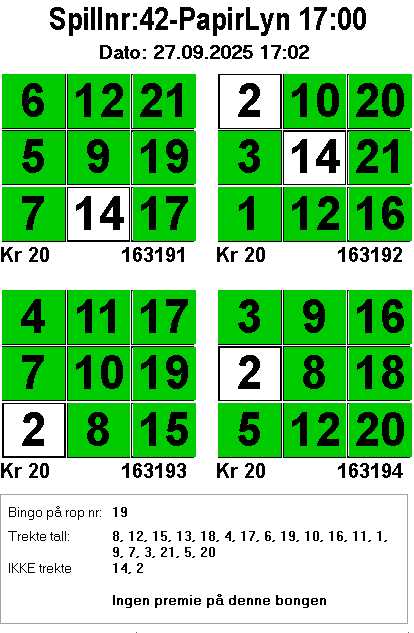 Spillnr:42-PapirLyn 17:00
Dato: 27.09.2025 17:02
6 12 21 2 10 20
5 9 19 3 14 21
7 14 17 1 12 16
Kr 20 163191 Kr 20 163192
4 11 17 3 9 16
7 10 19 2 8 18
2 8 15 5 12 20
Kr 20 163193 Kr 20 163194
Bingo på rop nr: 19
Trekte tall: 8, 12, 15, 13, 18, 4, 17, 6, 19, 10, 16, 11, 1,
9, 7, 3, 21, 5, 20
IKKE trekte 14, 2
Ingen premie på denne bongen